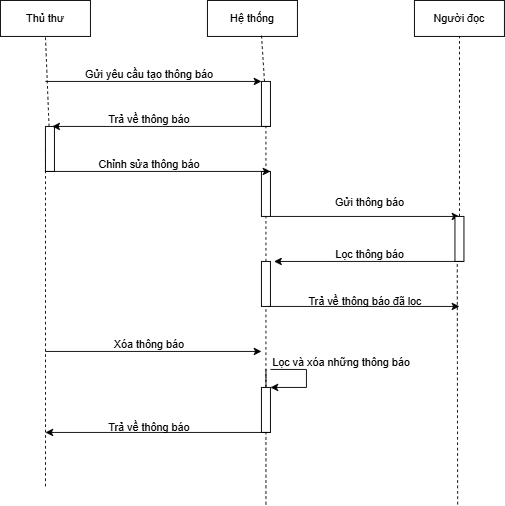 Thủ thư
Hệ thống
Người đọc
Gửi yêu cầu tạo thông báo
Trả về thông báo
Chỉnh sửa thông báo
Gửi thông báo
Lọc thông báo
Trả về thông báo đã lọc
Xóa thông báo
Lọc và xóa những thông báo
Trả về thông báo